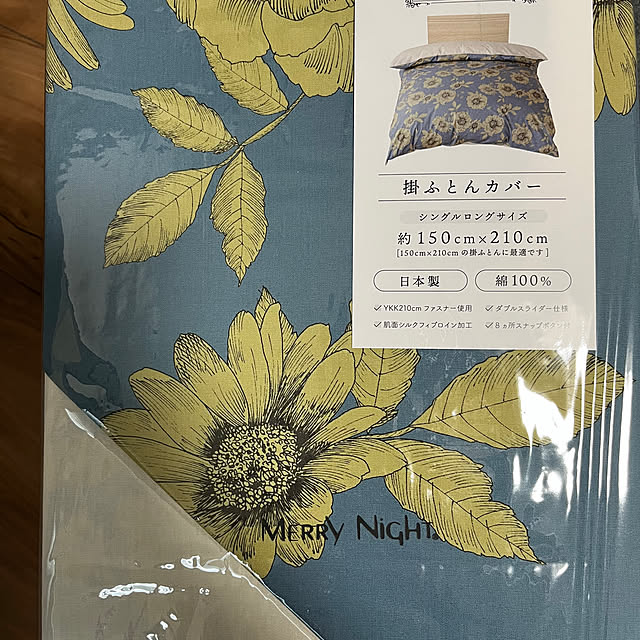 掛ふとんカバー
シングルロングサイズ
約150cm×210cm
[150cm×210cmの掛ふとんに最適です]
日本製 綿100%
✓ YKK210cmファスナー使用 ✓ ダブルスライダー仕様
✓ 肌面シルクフィブロイン加工 ✓ 8ヵ所スナップボタン付
MERRY NIGHT